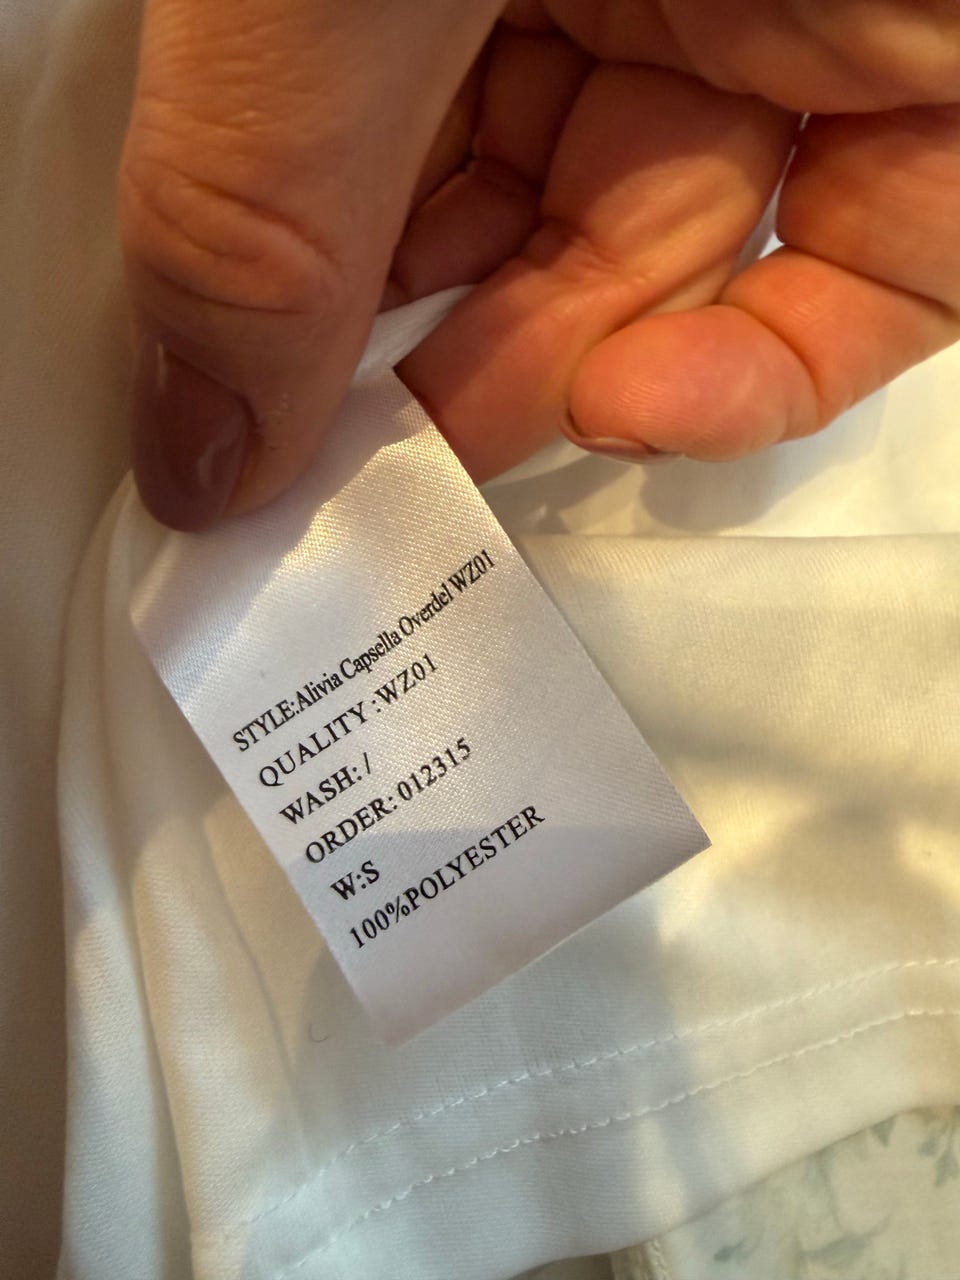 STYLE:Alivia Capsella Overdel WZ01
QUALITY :WZ01
WASH: /
ORDER: 012315
W:S
100%POLYESTER